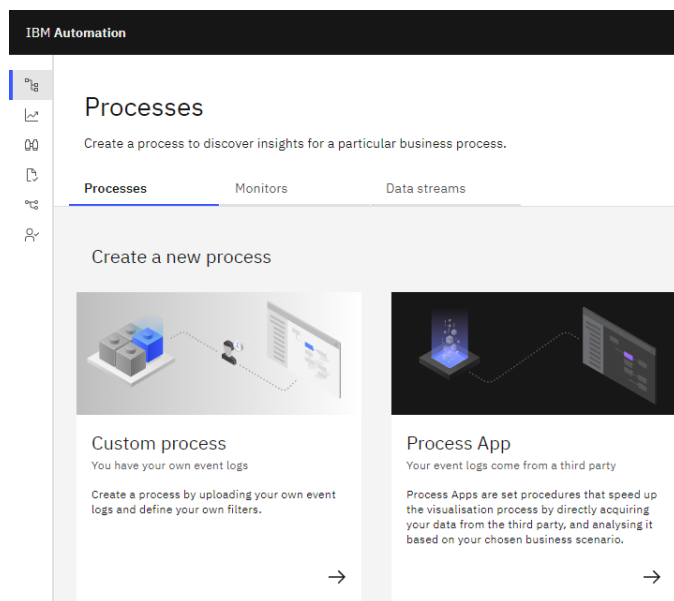 IBM Automation
Processes
Create a process to discover insights for a particular business process.
Processes
Monitors
Data streams
Create a new process
Custom process
You have your own event logs
Create a process by uploading your own event
logs and define your own filters.
Process App
Your event logs come from a third party
Process Apps are set procedures that speed up
the visualisation process by directly acquiring
your data from the third party, and analysing it
based on your chosen business scenario.